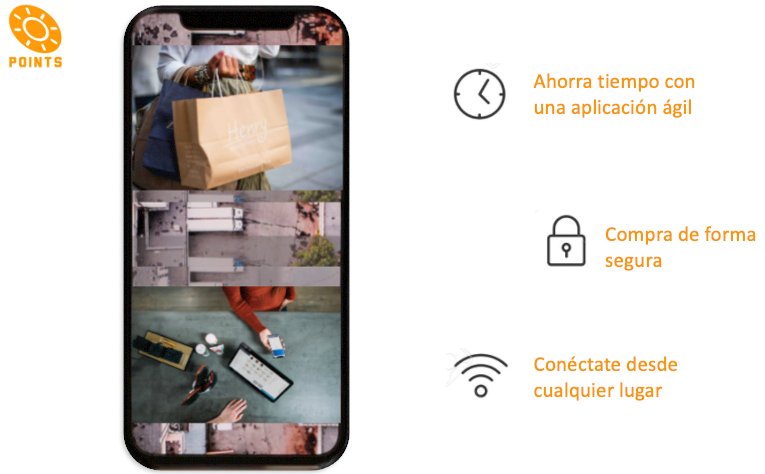 POINTS
Henry
Ahorra tiempo con
una aplicación ágil
Compra de forma
segura
Conéctate desde
cualquier lugar